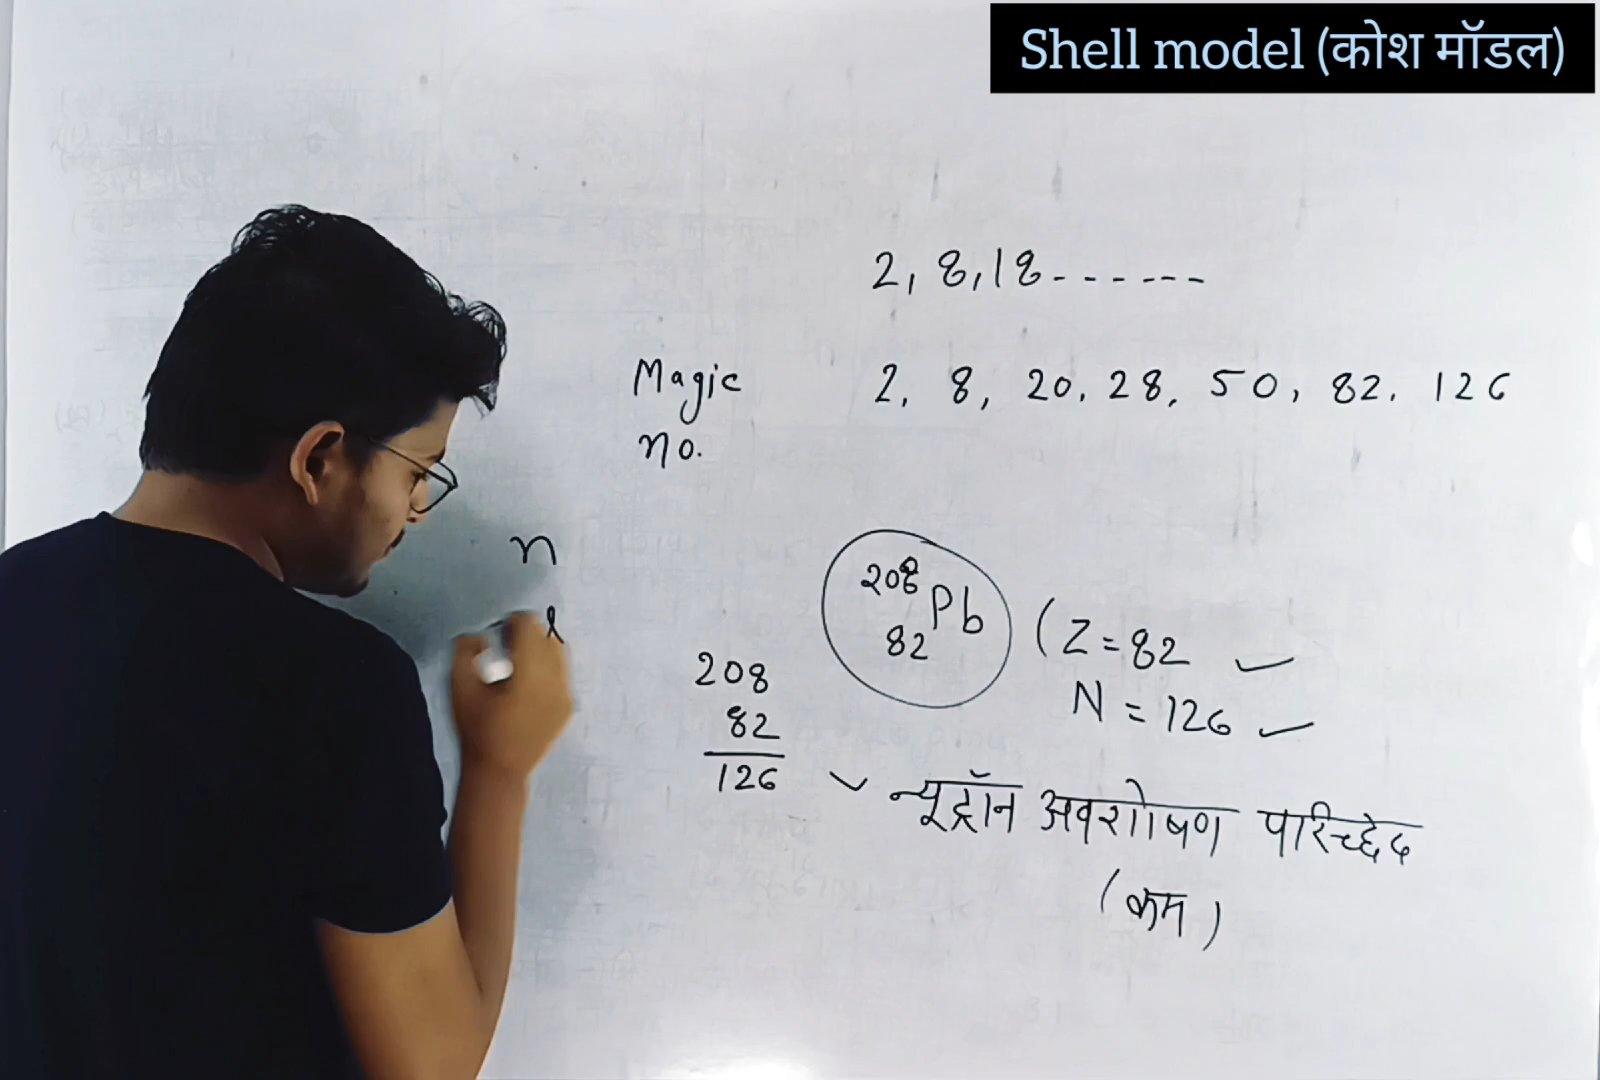 Shell model (कोश मॉडल)
2, 8, 18------
Magic no.
2, 8, 20, 28, 50, 82, 126
n
l
208
82
Pb
(Z = 82 ✓
N = 126 ✓
208
82
126
✓ न्यूट्रॉन अवशोषण परिच्छेद
(कम)